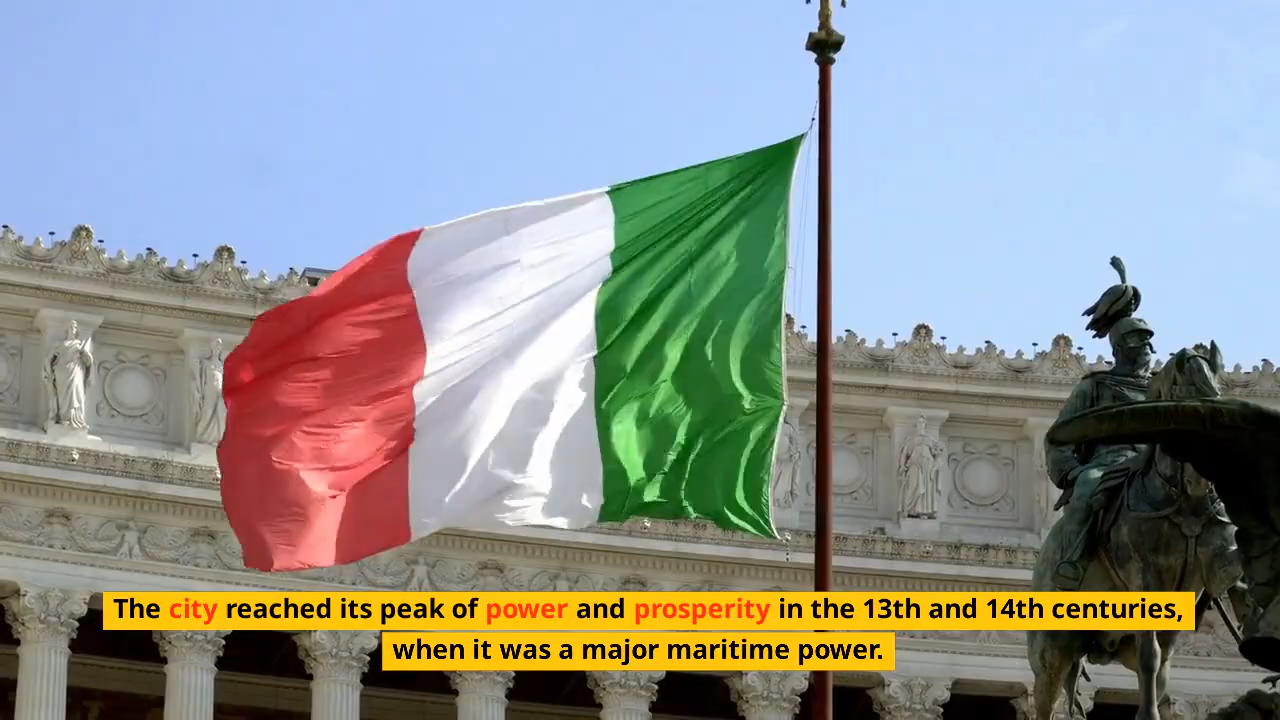 The city reached its peak of power and prosperity in the 13th and 14th centuries,
when it was a major maritime power.